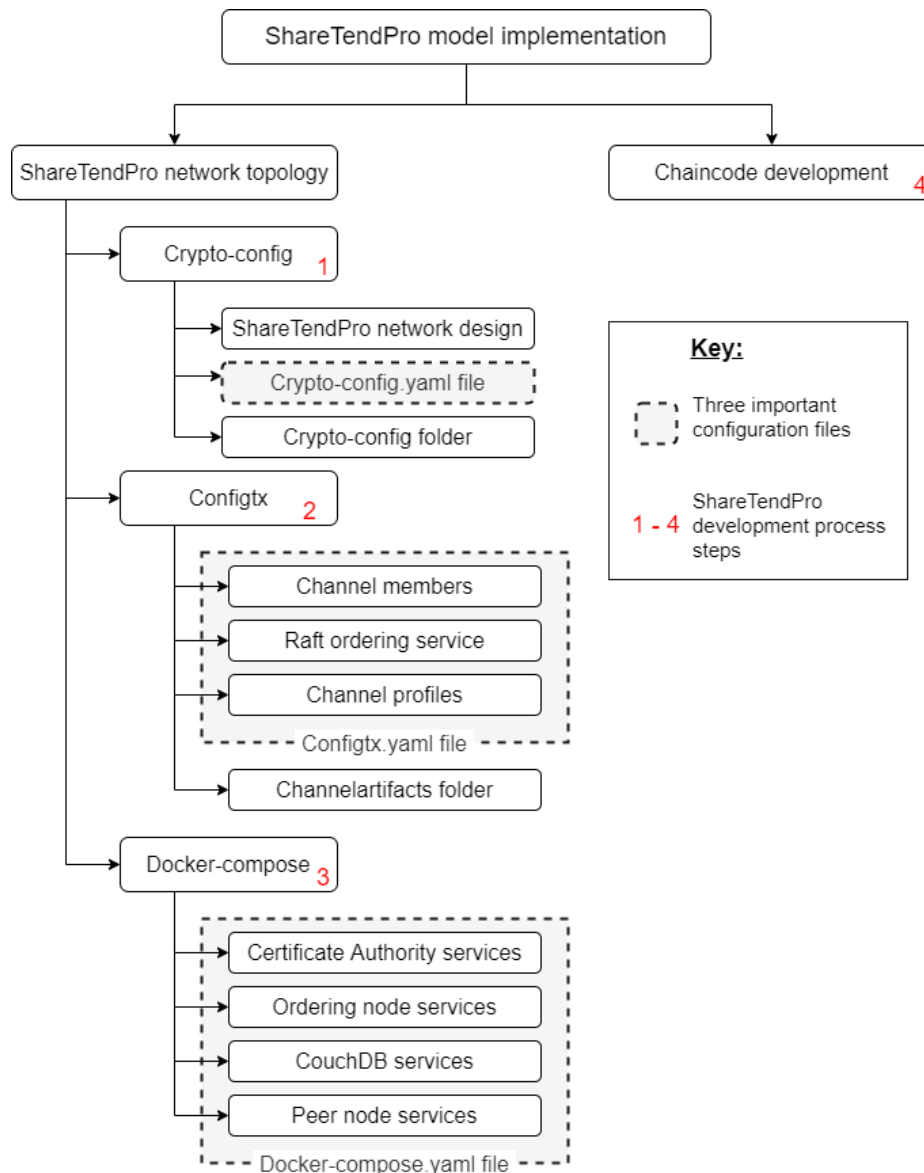 ShareTendPro model implementation
ShareTendPro network topology
Chaincode development
4
Crypto-config
1
ShareTendPro network design
Crypto-config.yaml file
Crypto-config folder
Key:
Three important
configuration files
1 - 4
ShareTendPro
development process
steps
Configtx
2
Channel members
Raft ordering service
Channel profiles
Configtx.yaml file
Channelartifacts folder
Docker-compose
3
Certificate Authority services
Ordering node services
CouchDB services
Peer node services
Docker-compose.yaml file